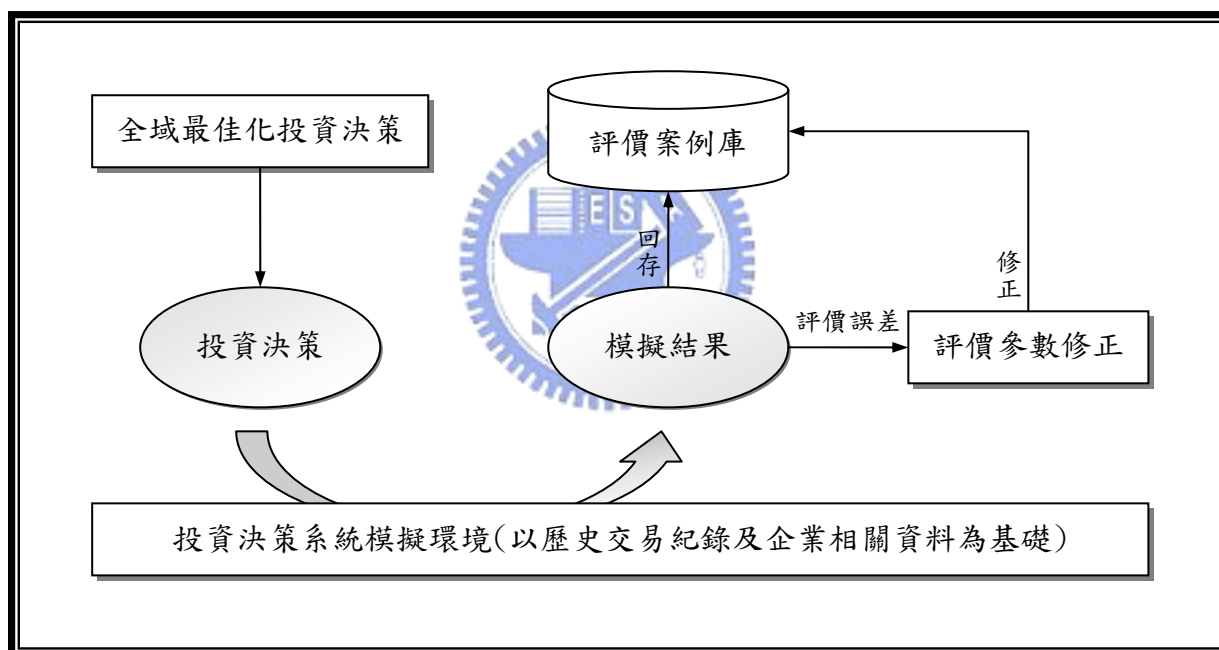 全域最佳化投資決策
評價案例庫
ES
回存
修正
投資決策
模擬結果
評價誤差
評價參數修正
投資決策系統模擬環境(以歷史交易紀錄及企業相關資料為基礎)